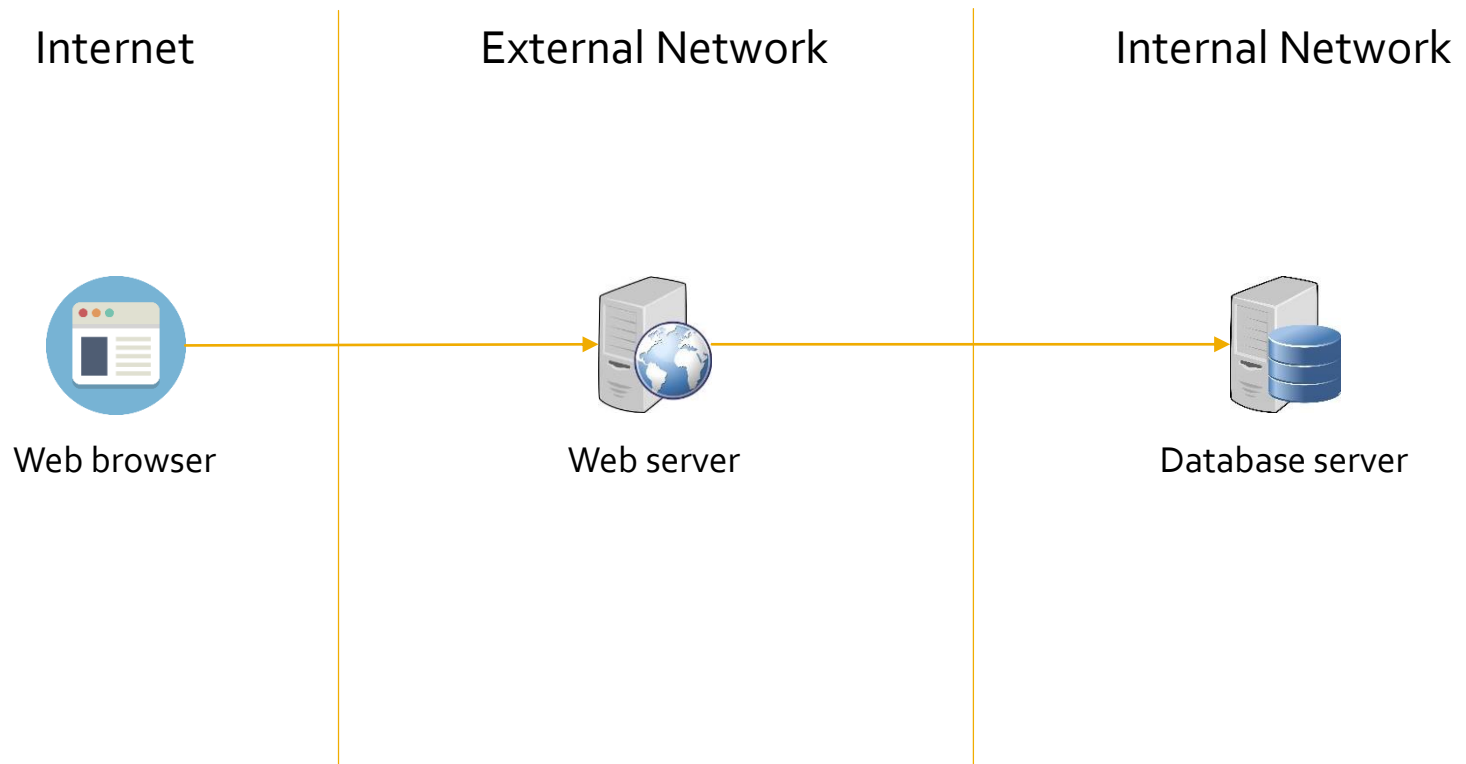 Internet
External Network
Internal Network
Web browser
Web server
Database server